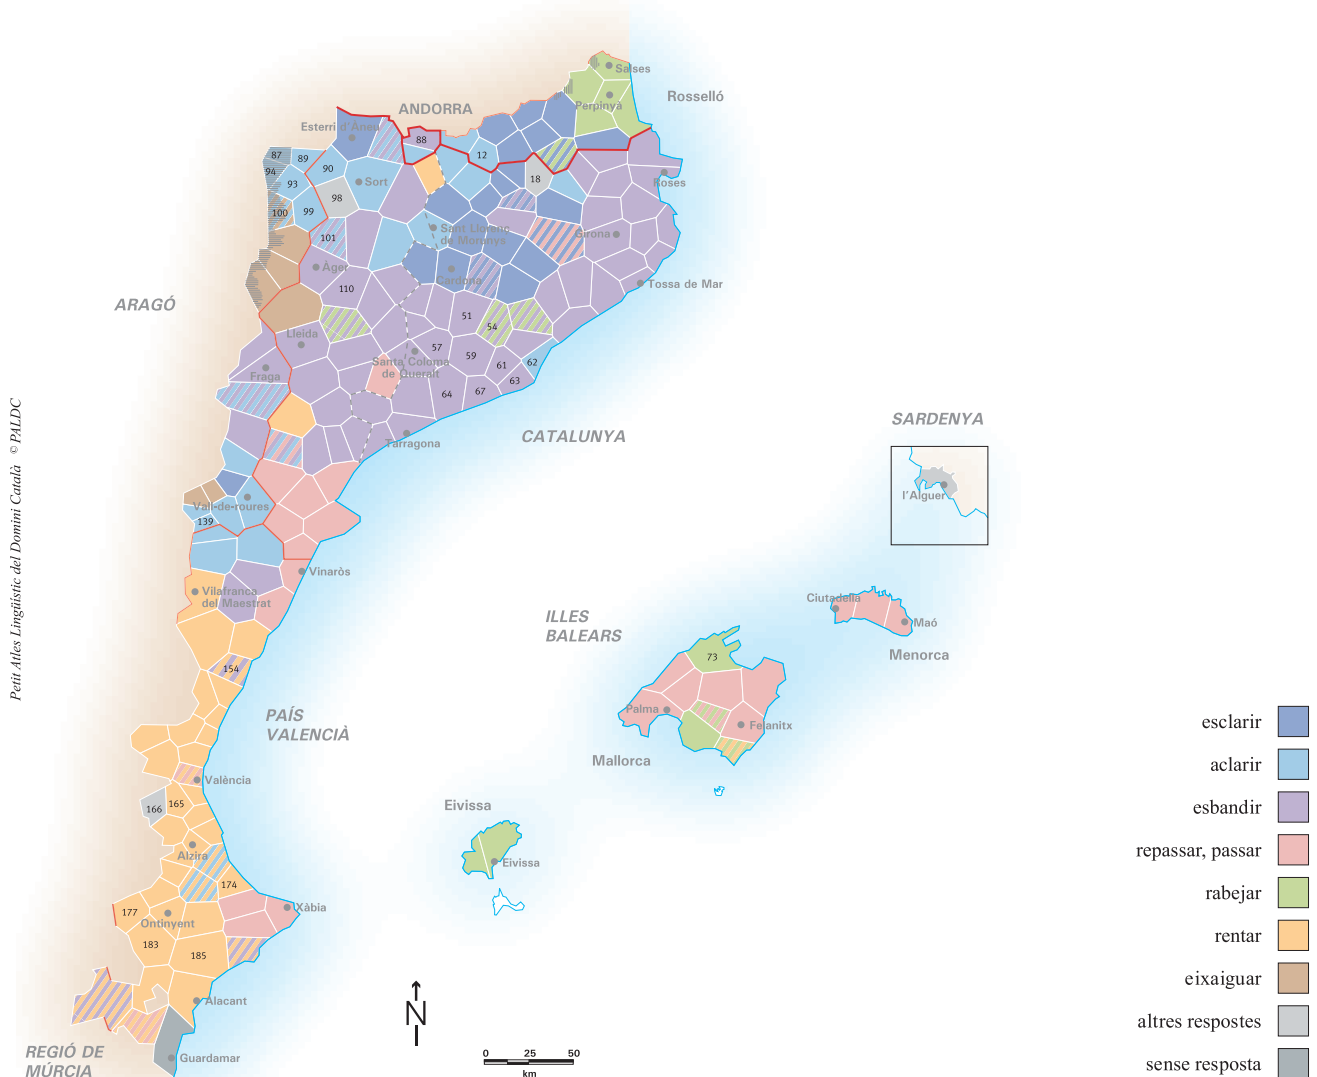 Salses
Rosselló
Perpinyà
ANDORRA
Esterri d'Àneu
88
87
89
90
12
94
93
Sort
18
Roses
98
100
99
101
Sant Llorenç
de Morunys
Girona
Àger
Cardona
Tossa de Mar
110
ARAGÓ
51
54
Lleida
57
59
61
62
Santa Coloma
de Queralt
Fraga
63
64
67
Petit Atles Lingüístic del Domini Català © PALDC
Tarragona
CATALUNYA
SARDENYA
l'Alguer
Vall-de-roures
139
Vinaròs
Vilafranca
del Maestrat
ILLES
BALEARS
Ciutadella
Maó
Menorca
73
154
Palma
Felanitx
PAÍS
VALENCIÀ
Mallorca
València
166
165
Eivissa
Alzira
Eivissa
174
177
Xàbia
Ontinyent
183
185
Alacant
N
REGIÓ DE
MÚRCIA
Guardamar
0 25 50
km
esclarir
aclarir
esbandir
repassar, passar
rabejar
rentar
eixaiguar
altres respostes
sense resposta